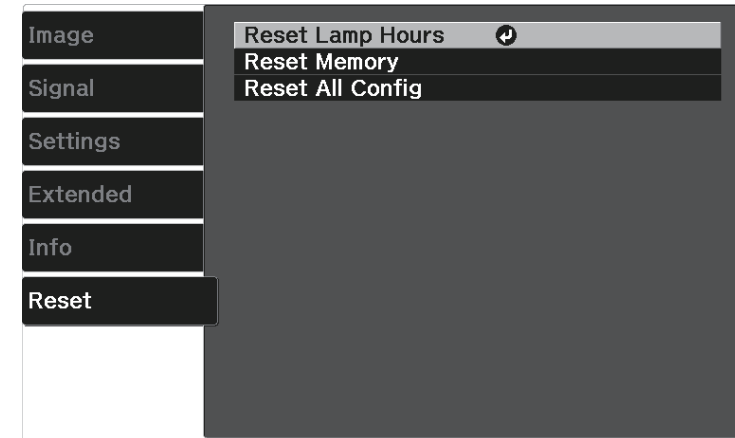 Image
Signal
Settings
Extended
Info
Reset
Reset Lamp Hours
Reset Memory
Reset All Config